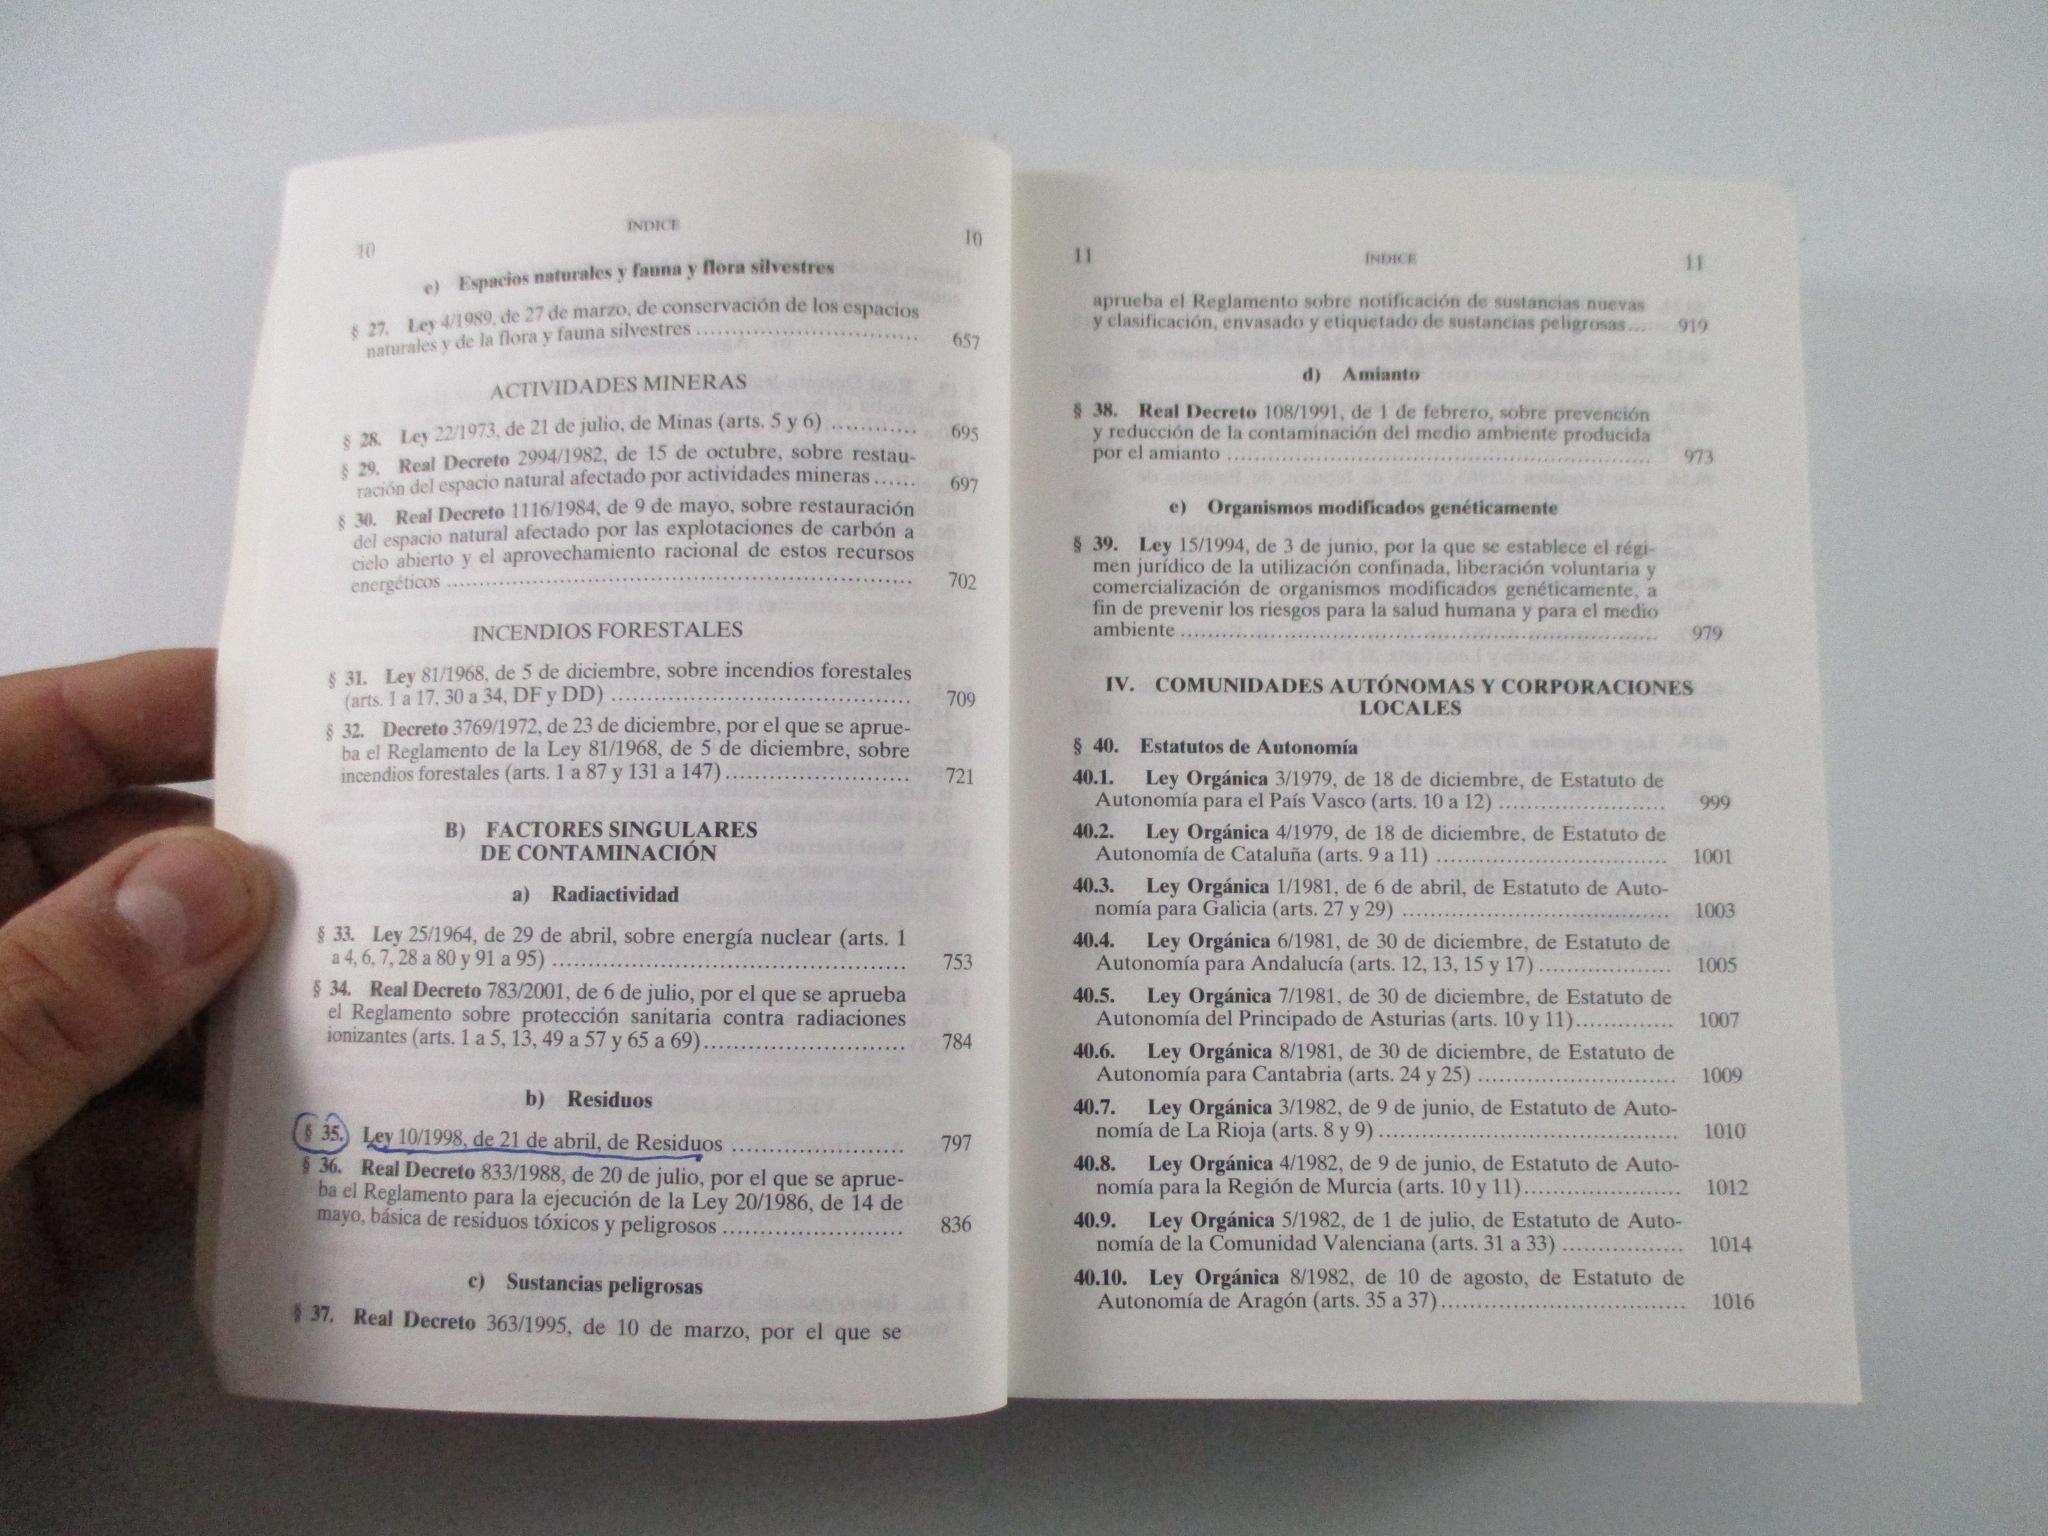 10 ÍNDICE 10
e) Espacios naturales y fauna y flora silvestres
§ 27. Ley 4/1989, de 27 de marzo, de conservación de los espacios
naturales y de la flora y fauna silvestres ........ 657
ACTIVIDADES MINERAS
§ 28. Ley 22/1973, de 21 de julio, de Minas (arts. 5 y 6) ........ 695
§ 29. Real Decreto 2994/1982, de 15 de octubre, sobre restau-
ración del espacio natural afectado por actividades mineras ...... 697
§ 30. Real Decreto 1116/1984, de 9 de mayo, sobre restauración
del espacio natural afectado por las explotaciones de carbón a
cielo abierto y el aprovechamiento racional de estos recursos
energéticos ........ 702
INCENDIOS FORESTALES
§ 31. Ley 81/1968, de 5 de diciembre, sobre incendios forestales
(arts. 1 a 17, 30 a 34, DF y DD) ........ 709
§ 32. Decreto 3769/1972, de 23 de diciembre, por el que se aprue-
ba el Reglamento de la Ley 81/1968, de 5 de diciembre, sobre
incendios forestales (arts. 1 a 87 y 131 a 147) ........ 721
B) FACTORES SINGULARES
DE CONTAMINACIÓN
a) Radiactividad
§ 33. Ley 25/1964, de 29 de abril, sobre energía nuclear (arts. 1
a 4, 6, 7, 28 a 80 y 91 a 95) ........ 753
§ 34. Real Decreto 783/2001, de 6 de julio, por el que se aprueba
el Reglamento sobre protección sanitaria contra radiaciones
ionizantes (arts. 1 a 5, 13, 49 a 57 y 65 a 69) ........ 784
b) Residuos
§ 35. Ley 10/1998, de 21 de abril, de Residuos ........ 797
§ 36. Real Decreto 833/1988, de 20 de julio, por el que se aprue-
ba el Reglamento para la ejecución de la Ley 20/1986, de 14 de
mayo, básica de residuos tóxicos y peligrosos ........ 836
c) Sustancias peligrosas
§ 37. Real Decreto 363/1995, de 10 de marzo, por el que se
11 ÍNDICE 11
aprueba el Reglamento sobre notificación de sustancias nuevas
y clasificación, envasado y etiquetado de sustancias peligrosas ... 919
d) Amianto
§ 38. Real Decreto 108/1991, de 1 de febrero, sobre prevención
y reducción de la contaminación del medio ambiente producida
por el amianto ........ 973
e) Organismos modificados genéticamente
§ 39. Ley 15/1994, de 3 de junio, por la que se establece el régi-
men jurídico de la utilización confinada, liberación voluntaria y
comercialización de organismos modificados genéticamente, a
fin de prevenir los riesgos para la salud humana y para el medio
ambiente ........ 979
IV. COMUNIDADES AUTÓNOMAS Y CORPORACIONES
LOCALES
§ 40. Estatutos de Autonomía
40.1. Ley Orgánica 3/1979, de 18 de diciembre, de Estatuto de
Autonomía para el País Vasco (arts. 10 a 12) ........ 999
40.2. Ley Orgánica 4/1979, de 18 de diciembre, de Estatuto de
Autonomía de Cataluña (arts. 9 a 11) ........ 1001
40.3. Ley Orgánica 1/1981, de 6 de abril, de Estatuto de Auto-
nomía para Galicia (arts. 27 y 29) ........ 1003
40.4. Ley Orgánica 6/1981, de 30 de diciembre, de Estatuto de
Autonomía para Andalucía (arts. 12, 13, 15 y 17) ........ 1005
40.5. Ley Orgánica 7/1981, de 30 de diciembre, de Estatuto de
Autonomía del Principado de Asturias (arts. 10 y 11) ........ 1007
40.6. Ley Orgánica 8/1981, de 30 de diciembre, de Estatuto de
Autonomía para Cantabria (arts. 24 y 25) ........ 1009
40.7. Ley Orgánica 3/1982, de 9 de junio, de Estatuto de Auto-
nomía de La Rioja (arts. 8 y 9) ........ 1010
40.8. Ley Orgánica 4/1982, de 9 de junio, de Estatuto de Auto-
nomía para la Región de Murcia (arts. 10 y 11) ........ 1012
40.9. Ley Orgánica 5/1982, de 1 de julio, de Estatuto de Auto-
nomía de la Comunidad Valenciana (arts. 31 a 33) ........ 1014
40.10. Ley Orgánica 8/1982, de 10 de agosto, de Estatuto de
Autonomía de Aragón (arts. 35 a 37) ........ 1016